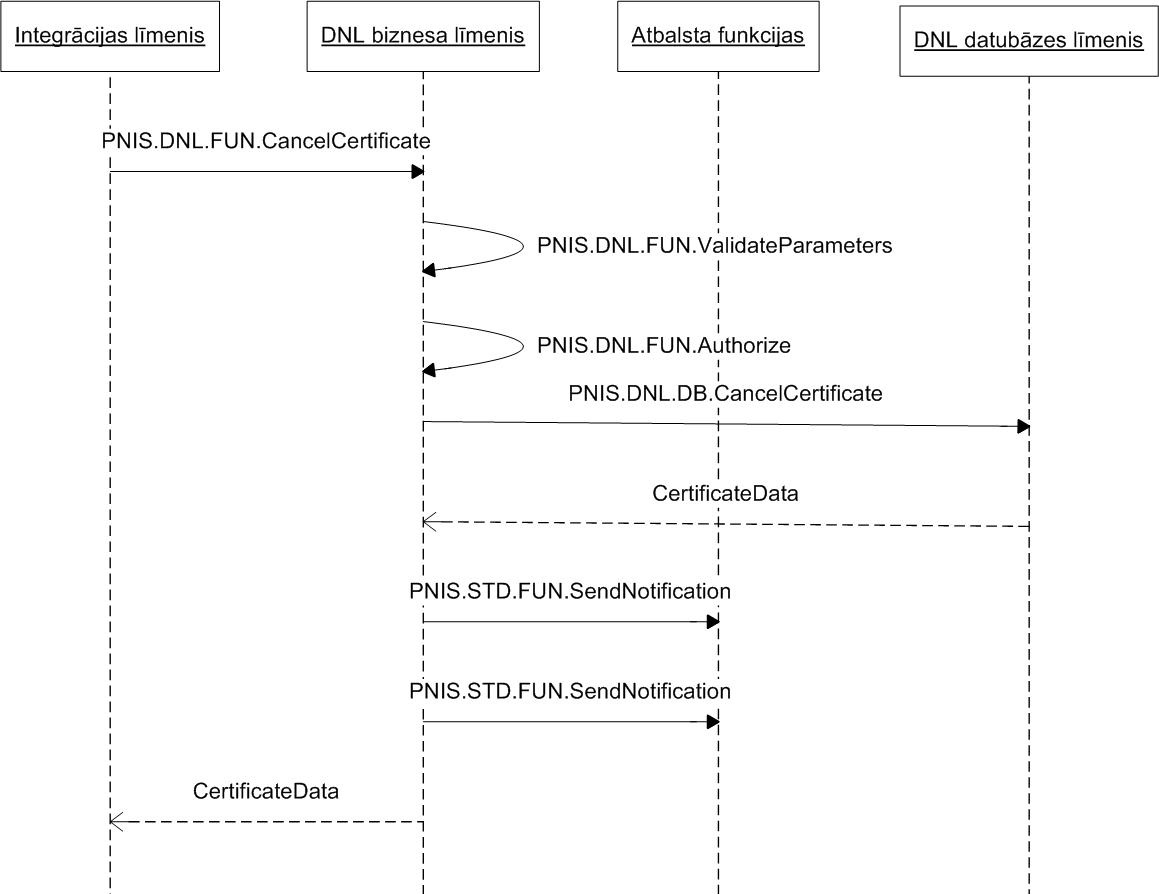 Integrācijas līmenis
DNL biznesa līmenis
Atbalsta funkcijas
DNL datubāzes līmenis
PNIS.DNL.FUN.CancelCertificate
PNIS.DNL.FUN.ValidateParameters
PNIS.DNL.FUN.Authorize
PNIS.DNL.DB.CancelCertificate
CertificateData
PNIS.STD.FUN.SendNotification
PNIS.STD.FUN.SendNotification
CertificateData